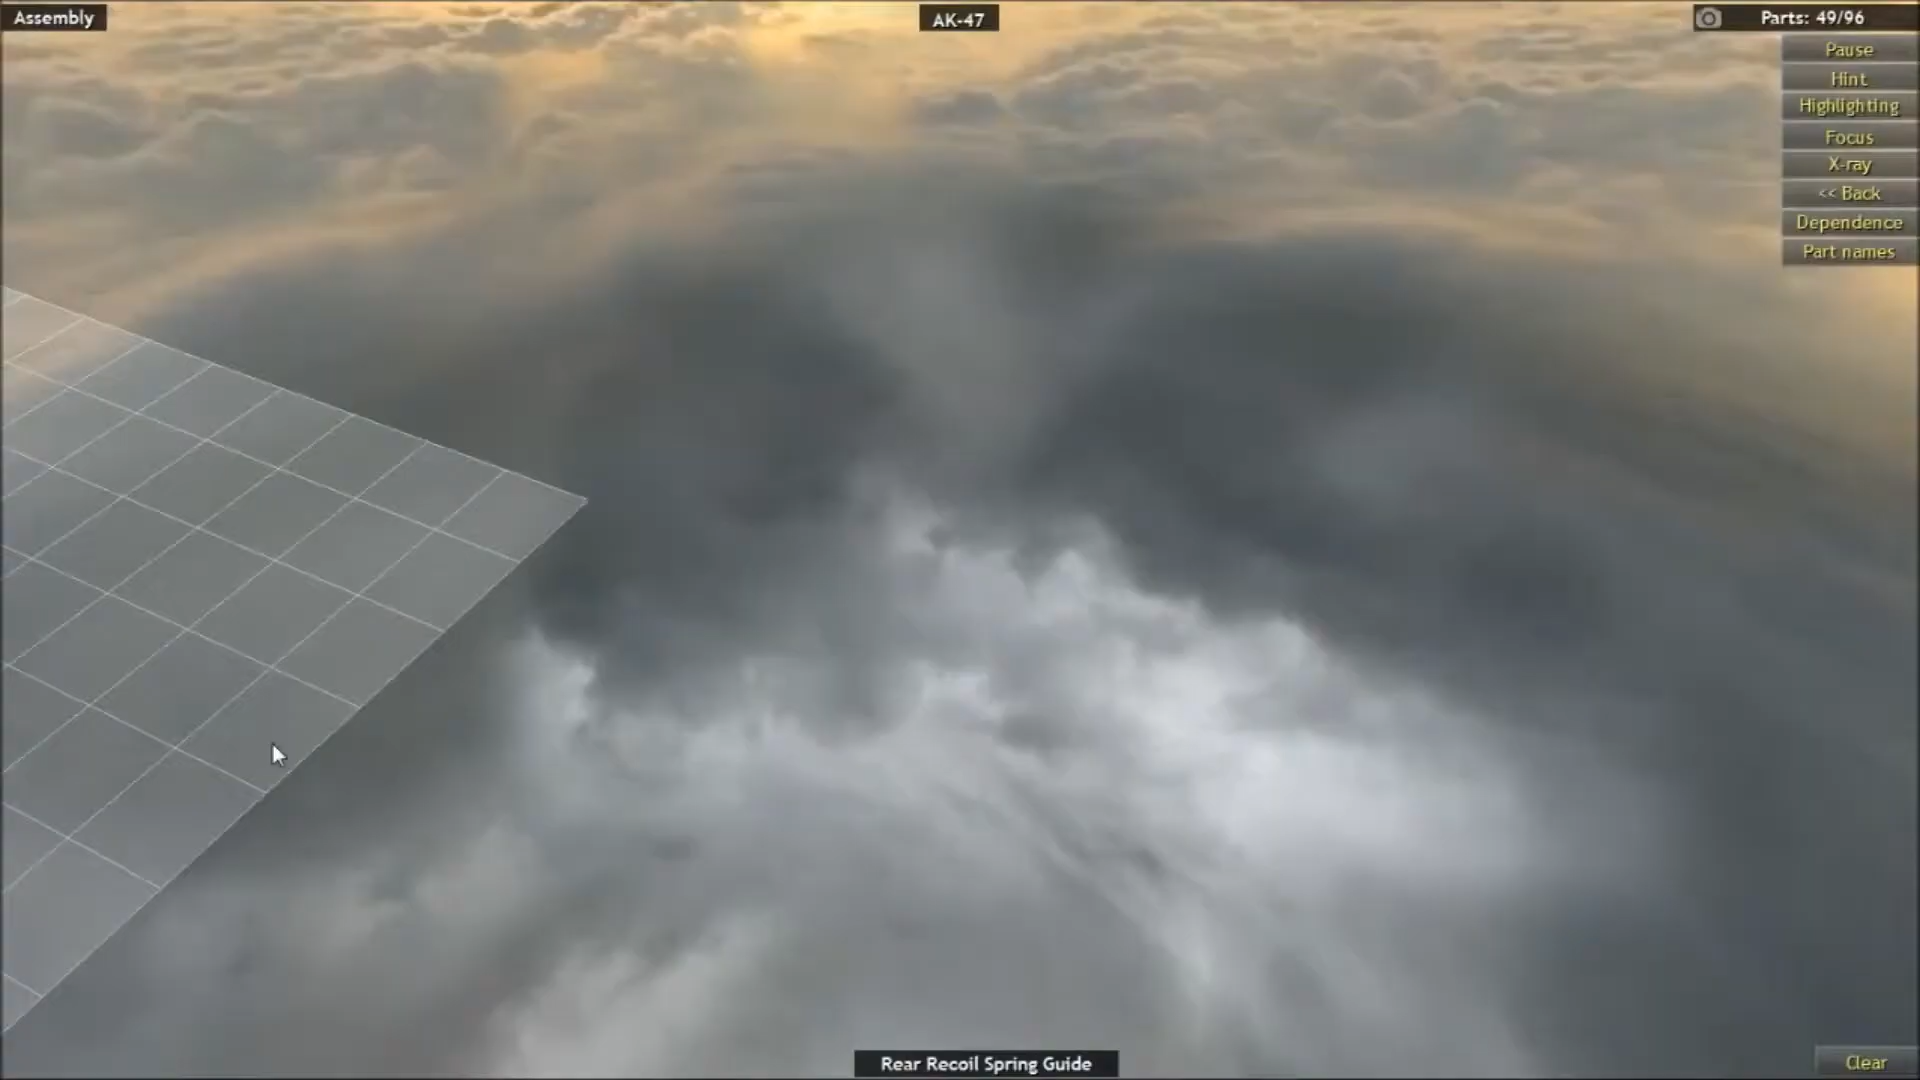 Assembly
AK-47
Parts: 49/96
Pause
Hint
Highlighting
Focus
X-ray
<< Back
Dependence
Part names
Rear Recoil Spring Guide
Clear